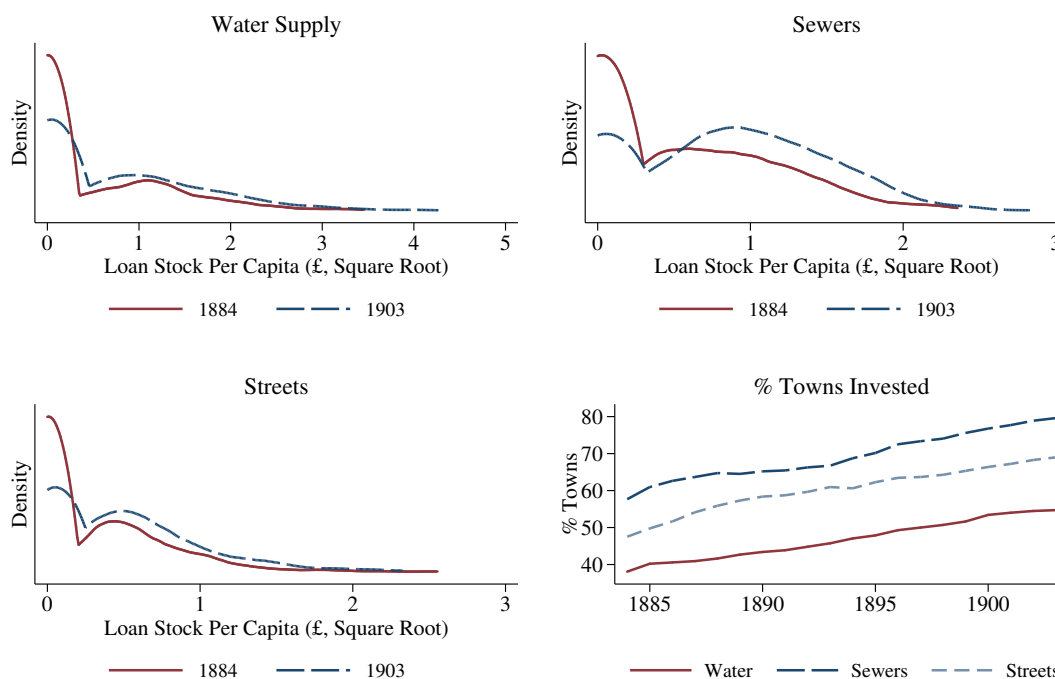 Water Supply
Density
0 1 2 3 4 5
Loan Stock Per Capita (£, Square Root)
1884 1903
Sewers
Density
0 1 2 3
Loan Stock Per Capita (£, Square Root)
1884 1903
Streets
Density
0 1 2 3
Loan Stock Per Capita (£, Square Root)
1884 1903
% Towns Invested
% Towns
80
70
60
50
40
1885 1890 1895 1900
Water Sewers Streets